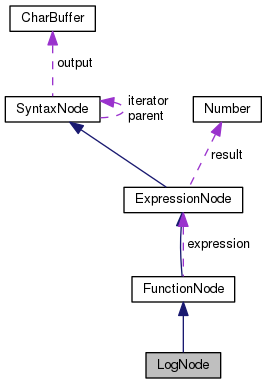 CharBuffer
output
SyntaxNode
iterator
parent
Number
result
ExpressionNode
expression
FunctionNode
LogNode